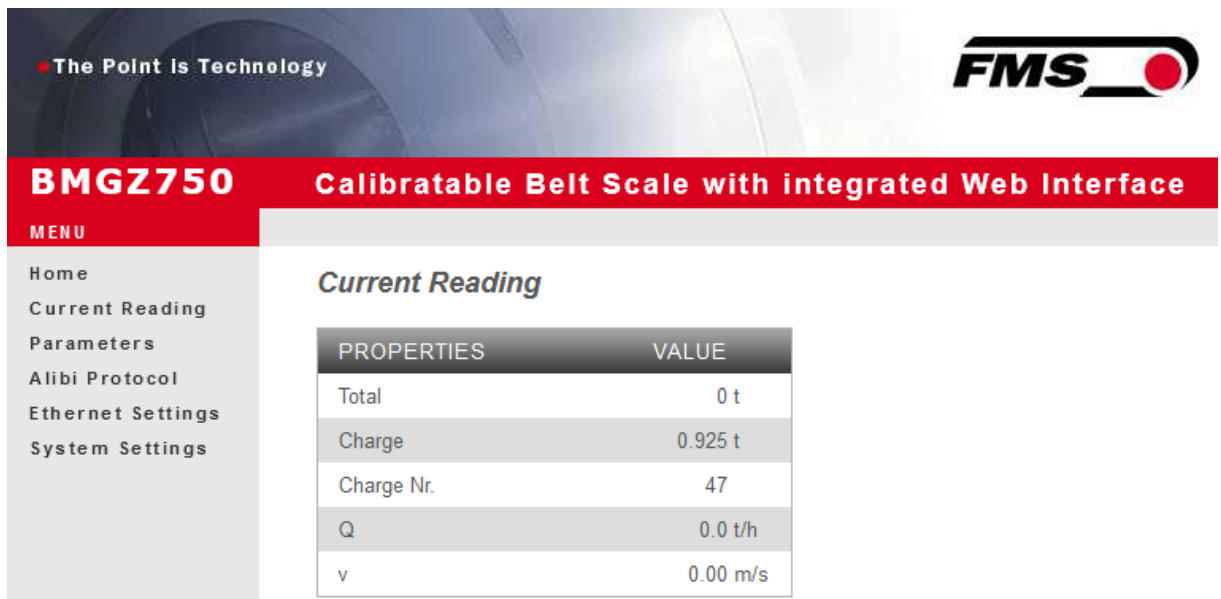 The Point is Technology
FMS
BMGZ750 Calibratable Belt Scale with integrated Web Interface
MENU
Home
Current Reading
Parameters
Alibi Protocol
Ethernet Settings
System Settings
Current Reading
PROPERTIES VALUE
Total 0 t
Charge 0.925 t
Charge Nr. 47
Q 0.0 t/h
v 0.00 m/s